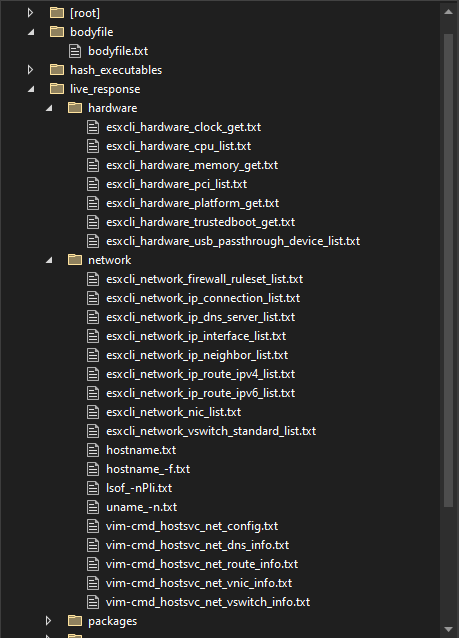 [root]
bodyfile
bodyfile.txt
hash_executables
live_response
hardware
esxcli_hardware_clock_get.txt
esxcli_hardware_cpu_list.txt
esxcli_hardware_memory_get.txt
esxcli_hardware_pci_list.txt
esxcli_hardware_platform_get.txt
esxcli_hardware_trustedboot_get.txt
esxcli_hardware_usb_passthrough_device_list.txt
network
esxcli_network_firewall_ruleset_list.txt
esxcli_network_ip_connection_list.txt
esxcli_network_ip_dns_server_list.txt
esxcli_network_ip_interface_list.txt
esxcli_network_ip_neighbor_list.txt
esxcli_network_ip_route_ipv4_list.txt
esxcli_network_ip_route_ipv6_list.txt
esxcli_network_nic_list.txt
esxcli_network_vswitch_standard_list.txt
hostname.txt
hostname_-f.txt
lsof_-nPli.txt
uname_-n.txt
vim-cmd_hostsvc_net_config.txt
vim-cmd_hostsvc_net_dns_info.txt
vim-cmd_hostsvc_net_route_info.txt
vim-cmd_hostsvc_net_vnic_info.txt
vim-cmd_hostsvc_net_vswitch_info.txt
packages